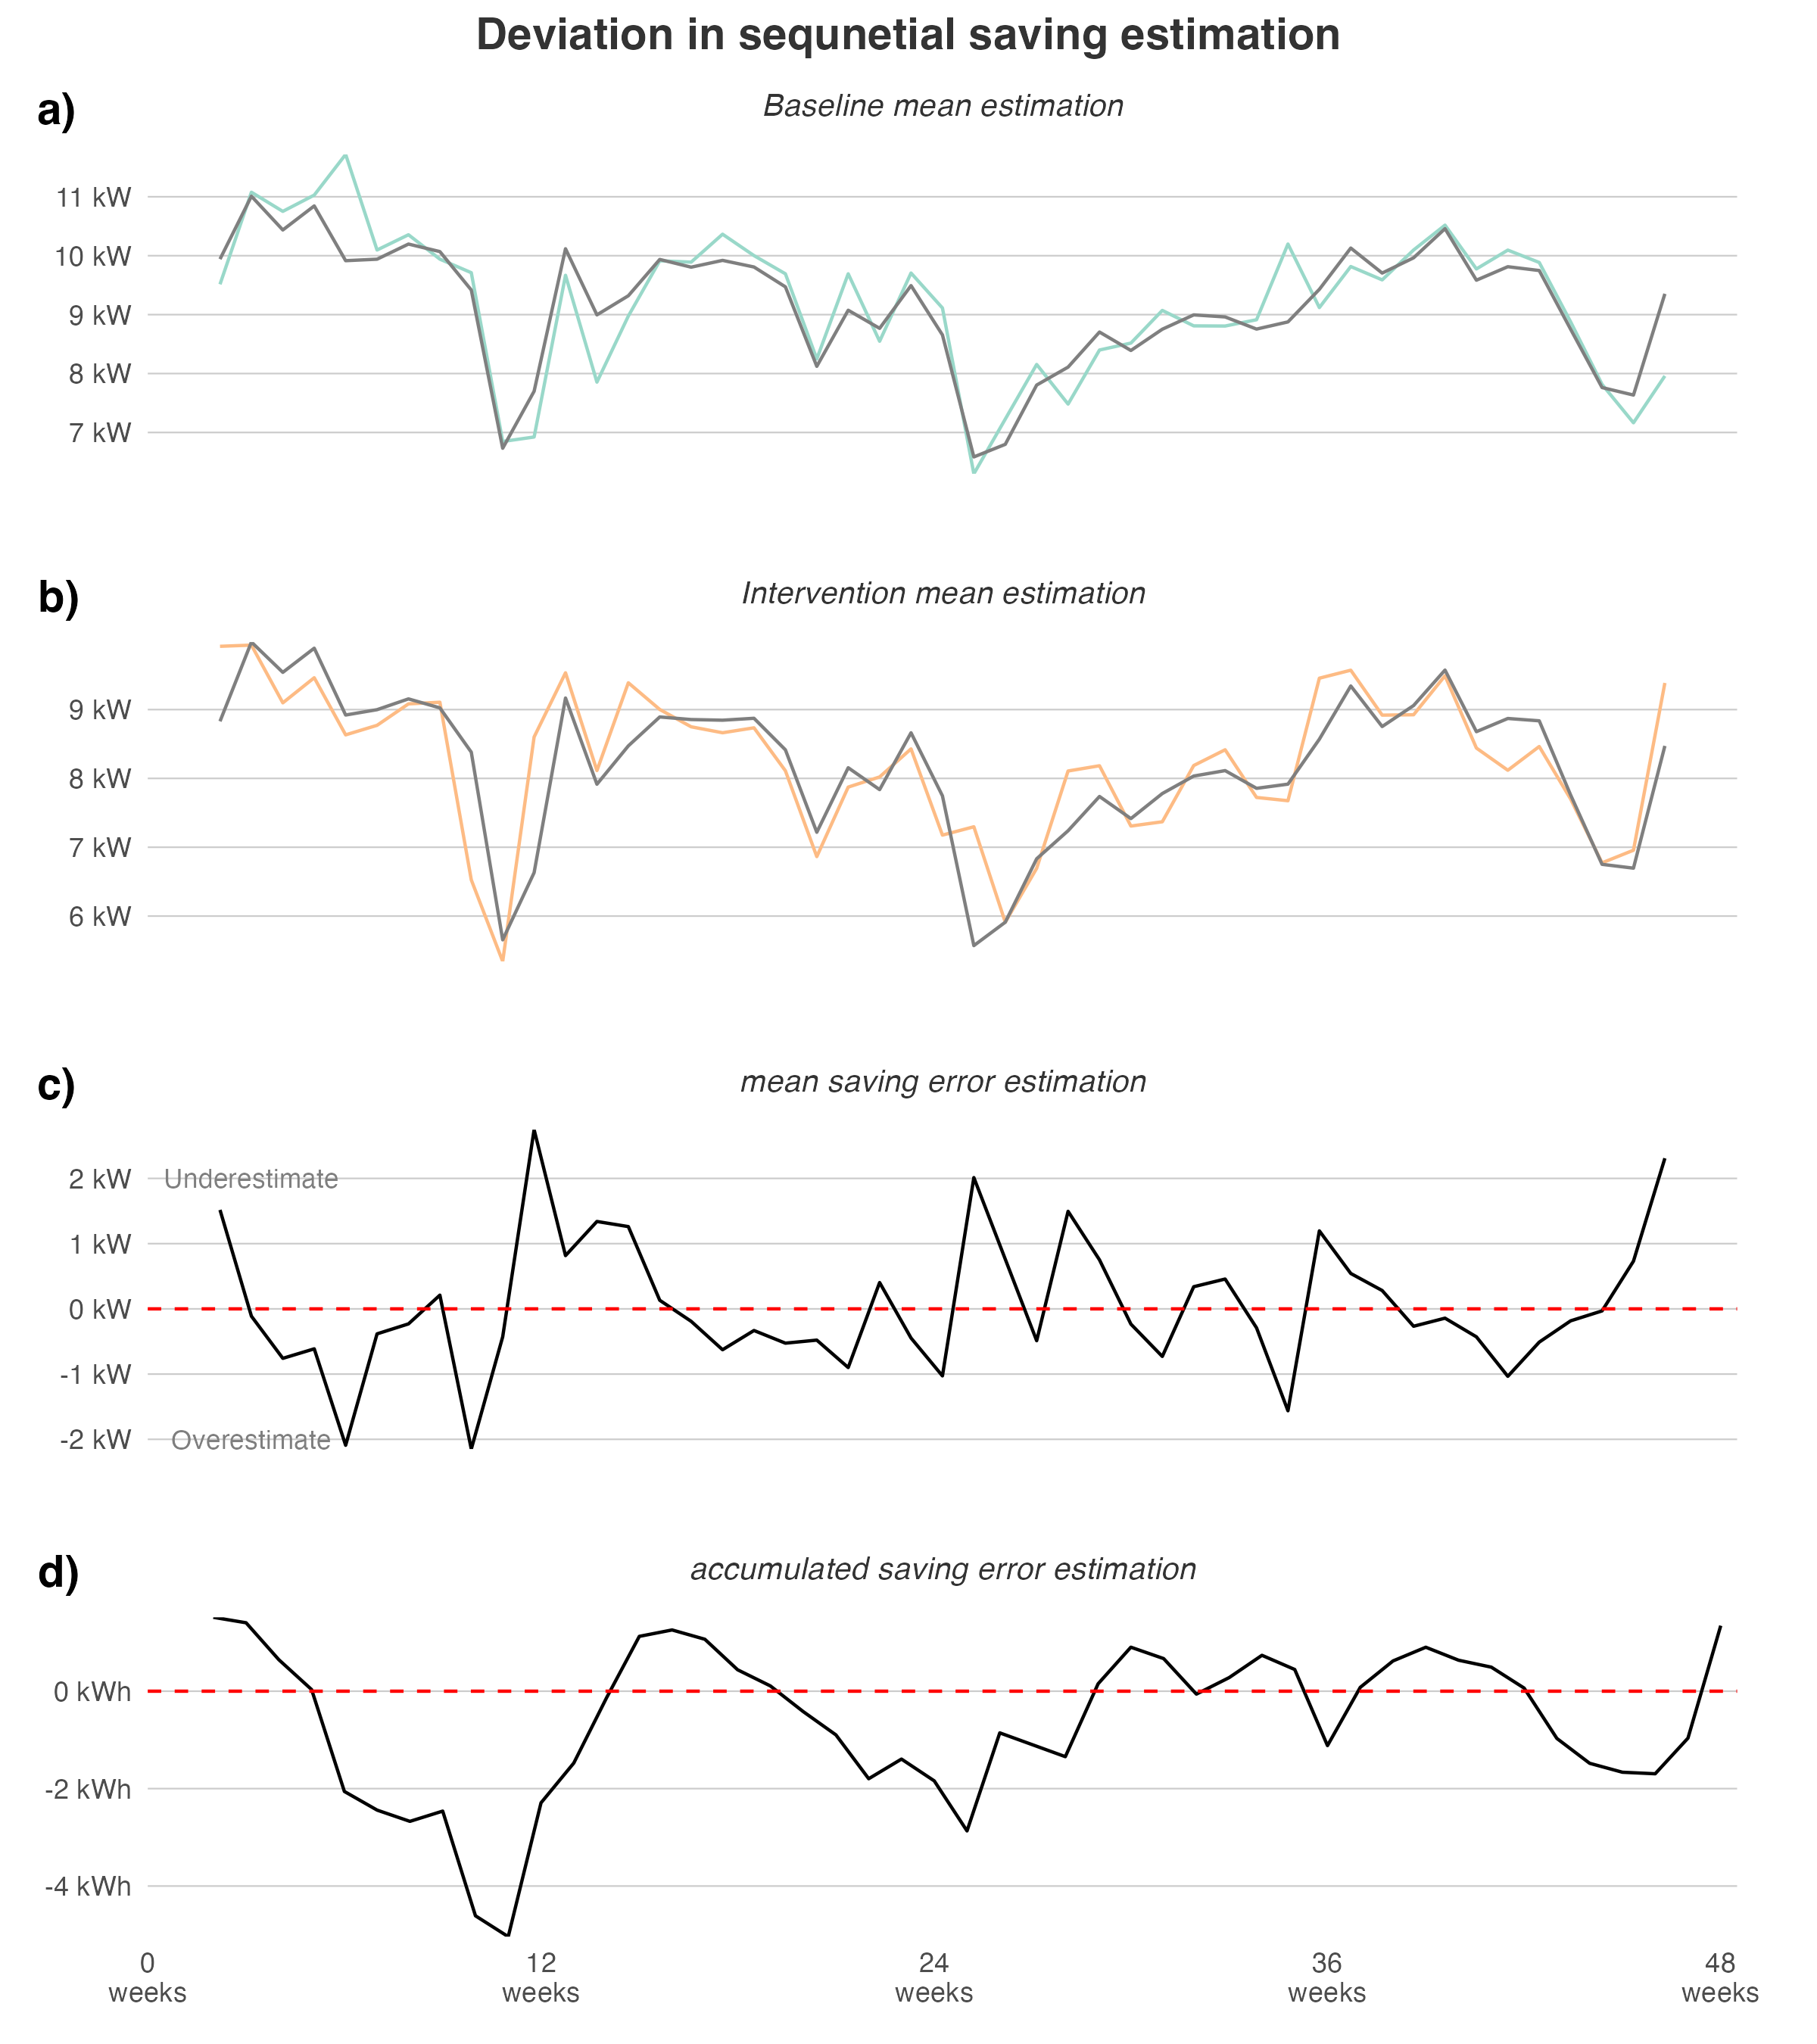 Deviation in sequnetial saving estimation
a)
Baseline mean estimation
11 kW
10 kW
9 kW
8 kW
7 kW
b)
Intervention mean estimation
9 kW
8 kW
7 kW
6 kW
c)
mean saving error estimation
2 kW
Underestimate
1 kW
0 kW
-1 kW
-2 kW
Overestimate
d)
accumulated saving error estimation
0 kWh
-2 kWh
-4 kWh
0
weeks
12
weeks
24
weeks
36
weeks
48
weeks